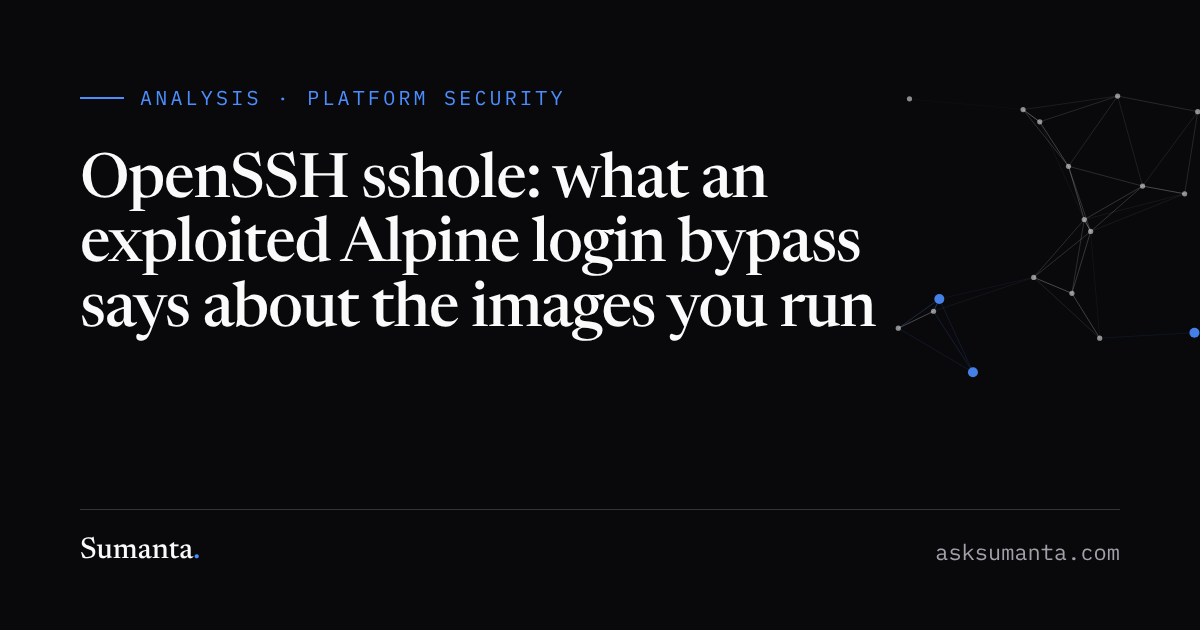 ANALYSIS · PLATFORM SECURITY
OpenSSH sshole: what an
exploited Alpine login bypass
says about the images you run
Sumanta.
asksumanta.com